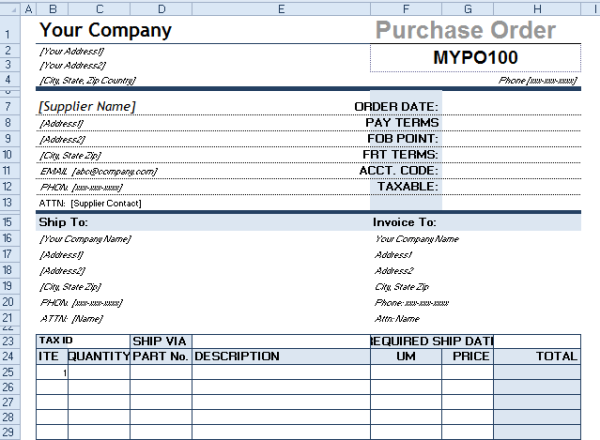 A B C D E F G H I
1 Your Company Purchase Order
2 [Your Address1] MYPO100
3 [Your Address2]
4 [City, State, Zip Country] Phone [xxx-xxx-xxxx]
7 [Supplier Name] ORDER DATE:
8 [Address1] PAY TERMS
9 [Address2] FOB POINT:
10 [City, State Zip] FRT TERMS:
11 EMAIL [abc@company.com] ACCT. CODE:
12 PHON: [xxx-xxx-xxxx] TAXABLE:
13 ATTN: [Supplier Contact]
15 Ship To: Invoice To:
16 [Your Company Name] Your Company Name
17 [Address1] Address1
18 [Address2] Address2
19 [City, State Zip] City, State Zip
20 PHON: [xxx-xxx-xxxx] Phone: xxx-xxx-xxxx
21 ATTN: [Name] Attn: Name
23 TAX ID SHIP VIA REQUIRED SHIP DATE
24 ITE QUANTITY PART No. DESCRIPTION UM PRICE TOTAL
25 1
26
27
28
29